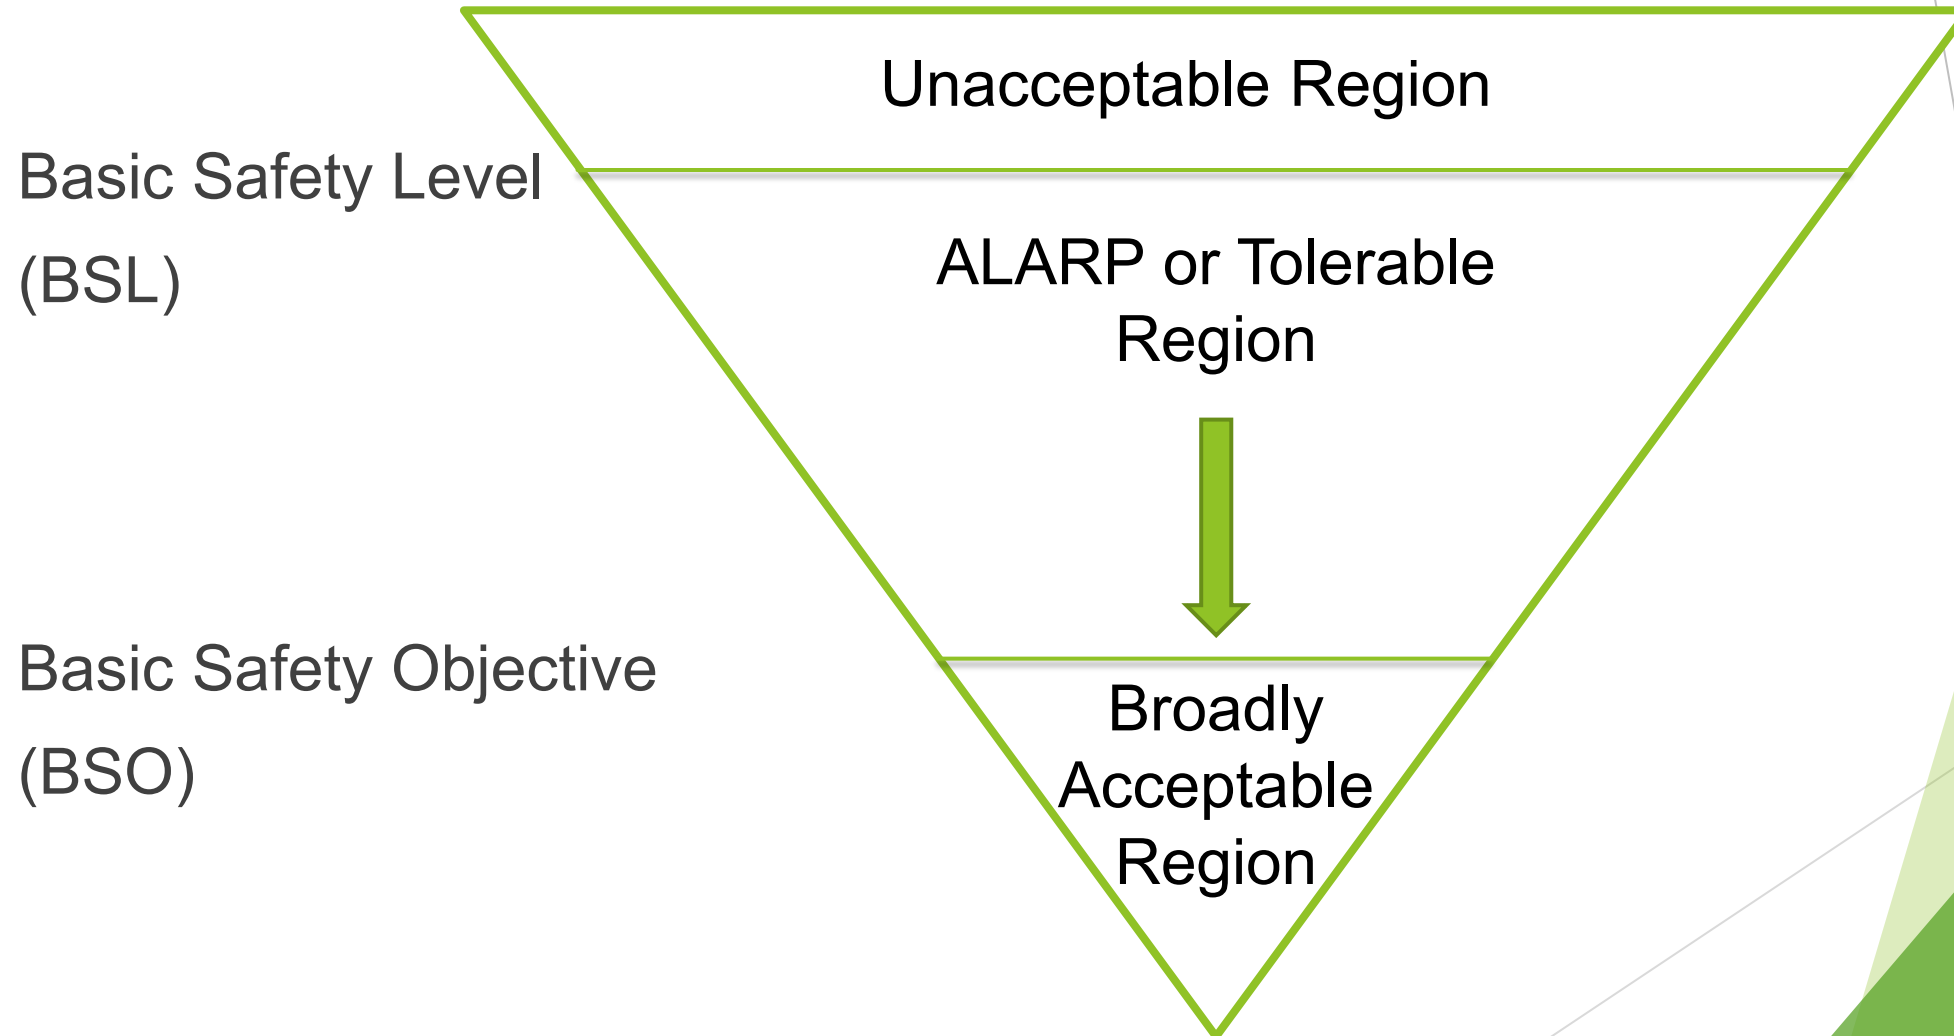 Unacceptable Region
Basic Safety Level
(BSL)
ALARP or Tolerable
Region
Basic Safety Objective
(BSO)
Broadly
Acceptable
Region